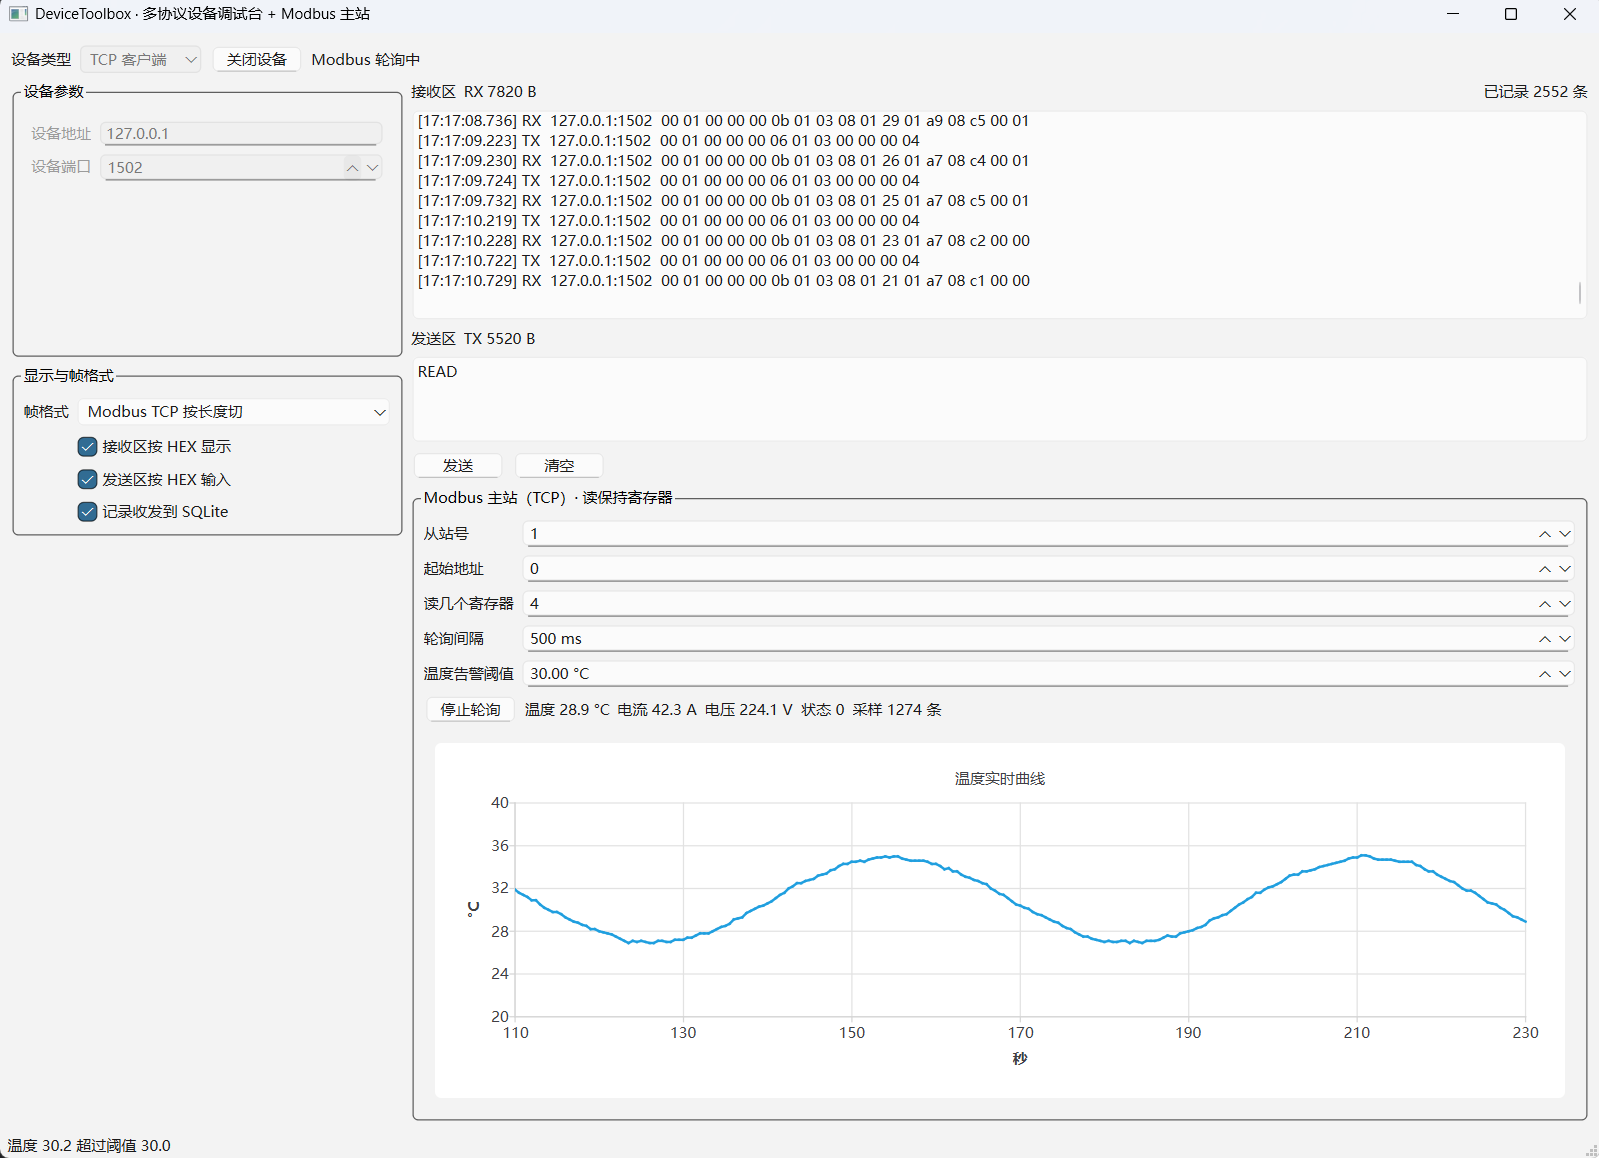 DeviceToolbox · 多协议设备调试台 + Modbus 主站
设备类型 TCP 客户端 关闭设备 Modbus 轮询中
设备参数
设备地址 127.0.0.1
设备端口 1502
显示与帧格式
帧格式 Modbus TCP 按长度切
接收区按 HEX 显示
发送区按 HEX 输入
记录收发到 SQLite
接收区 RX 7820 B 已记录 2552 条
[17:17:08.736] RX 127.0.0.1:1502 00 01 00 00 00 0b 01 03 08 01 29 01 a9 08 c5 00 01
[17:17:09.223] TX 127.0.0.1:1502 00 01 00 00 00 06 01 03 00 00 00 04
[17:17:09.230] RX 127.0.0.1:1502 00 01 00 00 00 0b 01 03 08 01 26 01 a7 08 c4 00 01
[17:17:09.724] TX 127.0.0.1:1502 00 01 00 00 00 06 01 03 00 00 00 04
[17:17:09.732] RX 127.0.0.1:1502 00 01 00 00 00 0b 01 03 08 01 25 01 a7 08 c5 00 01
[17:17:10.219] TX 127.0.0.1:1502 00 01 00 00 00 06 01 03 00 00 00 04
[17:17:10.228] RX 127.0.0.1:1502 00 01 00 00 00 0b 01 03 08 01 23 01 a7 08 c2 00 00
[17:17:10.722] TX 127.0.0.1:1502 00 01 00 00 00 06 01 03 00 00 00 04
[17:17:10.729] RX 127.0.0.1:1502 00 01 00 00 00 0b 01 03 08 01 21 01 a7 08 c1 00 00
发送区 TX 5520 B
READ
发送 清空
Modbus 主站（TCP）· 读保持寄存器
从站号 1
起始地址 0
读几个寄存器 4
轮询间隔 500 ms
温度告警阈值 30.00 °C
停止轮询 温度 28.9 °C 电流 42.3 A 电压 224.1 V 状态 0 采样 1274 条
温度实时曲线
40
36
32
28
24
20
°C
110 130 150 170 190 210 230
秒
温度 30.2 超过阈值 30.0